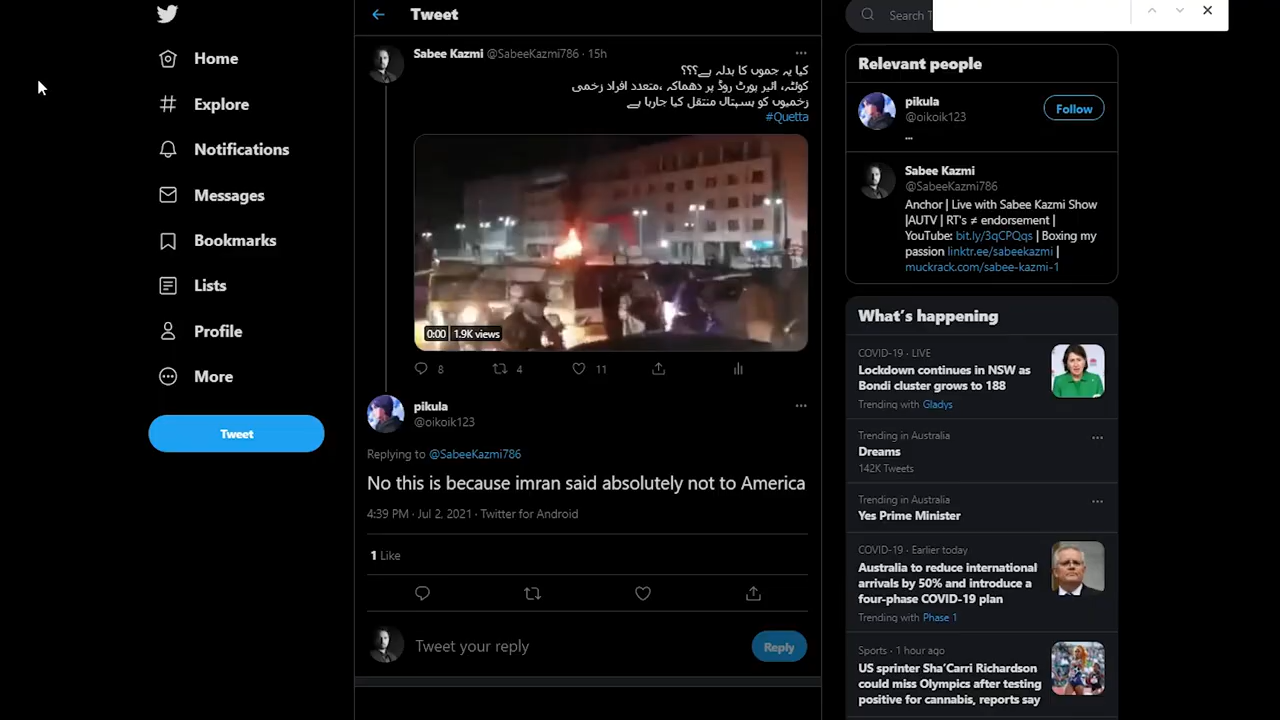 Home
Explore
Notifications
Messages
Bookmarks
Lists
Profile
More
Tweet
Tweet
Sabee Kazmi @SabeeKazmi786 · 15h
کیا یہ جموں کا بدلہ ہے؟؟؟
کوئٹہ، ائیر پورٹ روڈ پر دھماکہ ،متعدد افراد زخمی
زخمیوں کو ہسپتال منتقل کیا جارہا ہے
#Quetta
0:00 1.9K views
8 4 11
pikula
@oikoik123
Replying to @SabeeKazmi786
No this is because imran said absolutely not to America
4:39 PM · Jul 2, 2021 · Twitter for Android
1 Like
Tweet your reply
Reply
Search T
Relevant people
pikula
@oikoik123
Follow
...
Sabee Kazmi
@SabeeKazmi786
Anchor | Live with Sabee Kazmi Show
|AUTV | RT's ≠ endorsement |
YouTube: bit.ly/3qCPQqs | Boxing my
passion linktr.ee/sabeekazmi |
muckrack.com/sabee-kazmi-1
What's happening
COVID-19 · LIVE
Lockdown continues in NSW as
Bondi cluster grows to 188
Trending with Gladys
Trending in Australia
Dreams
142K Tweets
Trending in Australia
Yes Prime Minister
COVID-19 · Earlier today
Australia to reduce international
arrivals by 50% and introduce a
four-phase COVID-19 plan
Trending with Phase 1
Sports · 1 hour ago
US sprinter Sha'Carri Richardson
could miss Olympics after testing
positive for cannabis, reports say